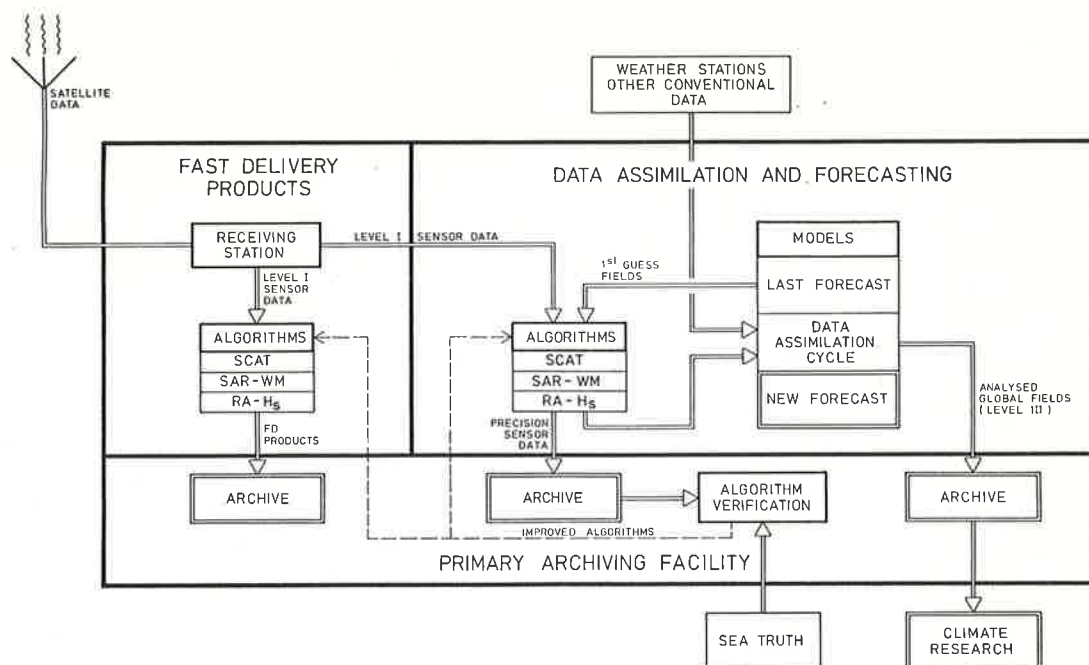 SATELLITE
DATA
WEATHER STATIONS
OTHER CONVENTIONAL
DATA
FAST DELIVERY
PRODUCTS
DATA ASSIMILATION AND FORECASTING
RECEIVING
STATION
LEVEL I SENSOR DATA
LEVEL I
SENSOR
DATA
1st GUESS
FIELDS
MODELS
LAST FORECAST
DATA
ASSIMILATION
CYCLE
NEW FORECAST
ALGORITHMS
SCAT
SAR-WM
RA-Hs
ALGORITHMS
SCAT
SAR-WM
RA-Hs
ANALYSED
GLOBAL FIELDS
(LEVEL III)
FD
PRODUCTS
PRECISION
SENSOR
DATA
ARCHIVE
ARCHIVE
ALGORITHM
VERIFICATION
ARCHIVE
IMPROVED ALGORITHMS
PRIMARY ARCHIVING FACILITY
SEA TRUTH
CLIMATE
RESEARCH